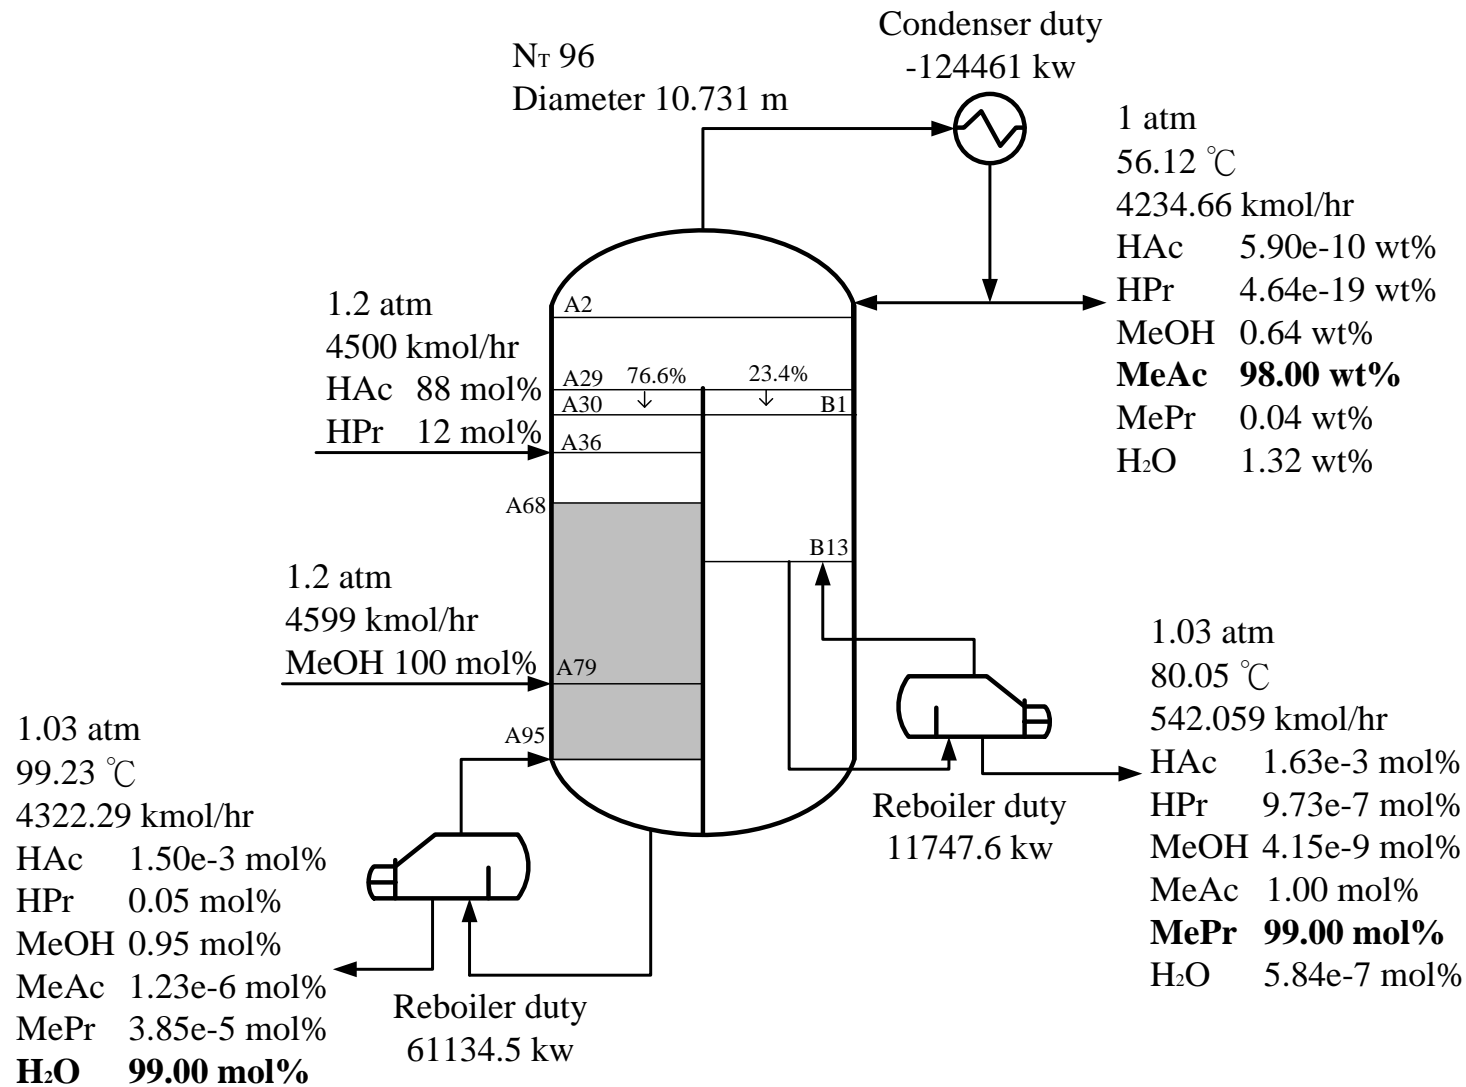 N_T 96
Diameter 10.731 m
Condenser duty
-124461 kw
1 atm
56.12 ℃
4234.66 kmol/hr
HAc 5.90e-10 wt%
HPr 4.64e-19 wt%
MeOH 0.64 wt%
MeAc 98.00 wt%
MePr 0.04 wt%
H₂O 1.32 wt%
1.2 atm
4500 kmol/hr
HAc 88 mol%
HPr 12 mol%
A2
A29 76.6% 23.4%
A30 B1
A36
A68
B13
1.2 atm
4599 kmol/hr
MeOH 100 mol%
A79
A95
1.03 atm
99.23 ℃
4322.29 kmol/hr
HAc 1.50e-3 mol%
HPr 0.05 mol%
MeOH 0.95 mol%
MeAc 1.23e-6 mol%
MePr 3.85e-5 mol%
H₂O 99.00 mol%
Reboiler duty
61134.5 kw
Reboiler duty
11747.6 kw
1.03 atm
80.05 ℃
542.059 kmol/hr
HAc 1.63e-3 mol%
HPr 9.73e-7 mol%
MeOH 4.15e-9 mol%
MeAc 1.00 mol%
MePr 99.00 mol%
H₂O 5.84e-7 mol%